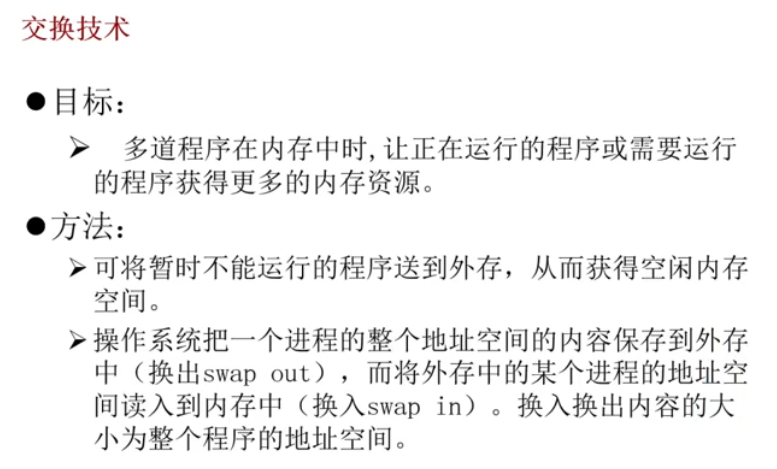 交换技术
●目标：
➢ 多道程序在内存中时,让正在运行的程序或需要运行
的程序获得更多的内存资源。
●方法：
➢可将暂时不能运行的程序送到外存，从而获得空闲内存
空间。
➢操作系统把一个进程的整个地址空间的内容保存到外存
中（换出swap out），而将外存中的某个进程的地址空
间读入到内存中（换入swap in）。换入换出内容的大
小为整个程序的地址空间。